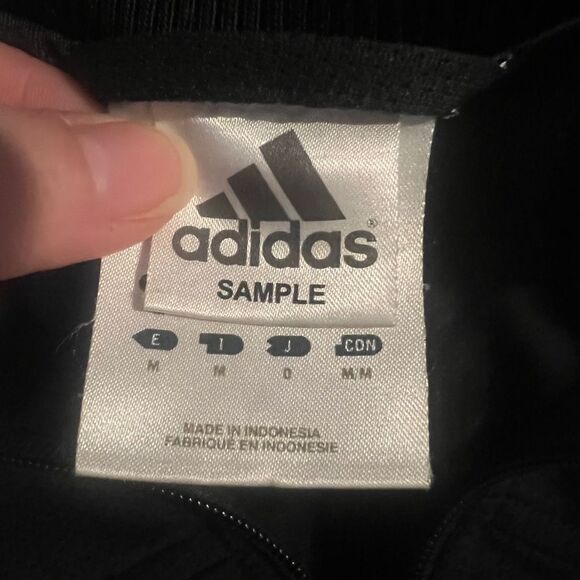 adidas®
SAMPLE
E I J CDN
M M O M/M
MADE IN INDONESIA
FABRIQUÉ EN INDONÉSIE